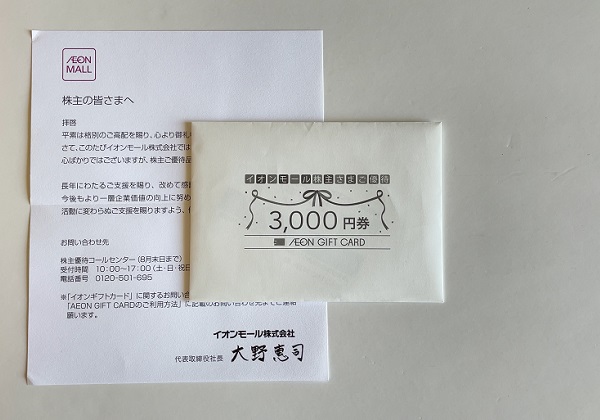 ÆON
MALL
株主の皆さまへ
拝啓
平素は格別のご高配を賜り、心より御礼
さて、このたびイオンモール株式会社では
心ばかりではございますが、株主ご優待品
長年にわたるご支援を賜り、改めて感
今後もより一層企業価値の向上に努め
活動に変わらぬご支援を賜りますよう、
お問い合わせ先
株主優待コールセンター(8月末日まで)
受付時間 10:00~17:00(土・日・祝日
電話番号 0120-501-695
※「イオンギフトカード」に関するお問い合
「AEON GIFT CARDのご利用方法」に記載のお問い合わせ先までご連絡
願います。
イオンモール株式会社
代表取締役社長 大野惠司
イオンモール株主さまご優待
3,000円券
ÆON GIFT CARD